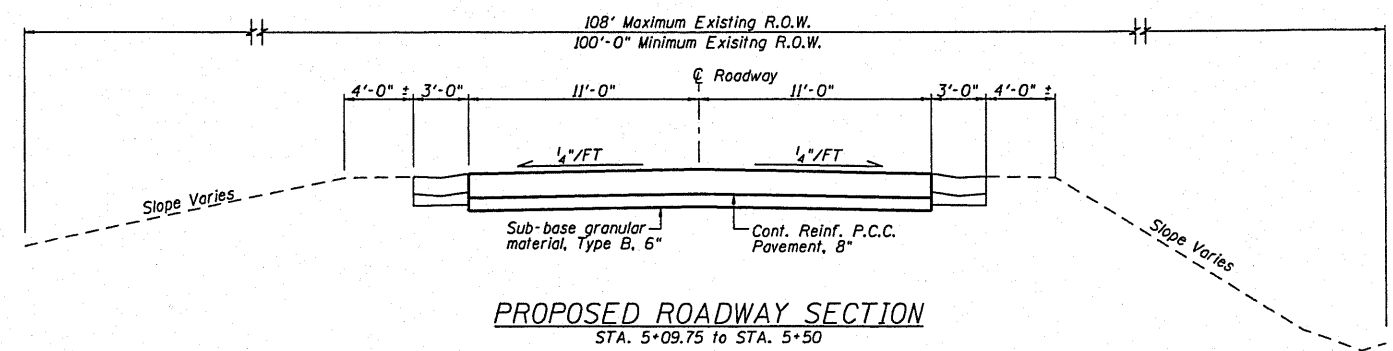 108' Maximum Existing R.O.W.
100'-0" Minimum Exisitng R.O.W.
℄ Roadway
4'-0" ± 3'-0" 11'-0" 11'-0" 3'-0" 4'-0" ±
1/4"/FT 1/4"/FT
Slope Varies
Sub-base granular
material, Type B, 6"
Cont. Reinf. P.C.C.
Pavement, 8"
Slope Varies
PROPOSED ROADWAY SECTION
STA. 5+09.75 to STA. 5+50